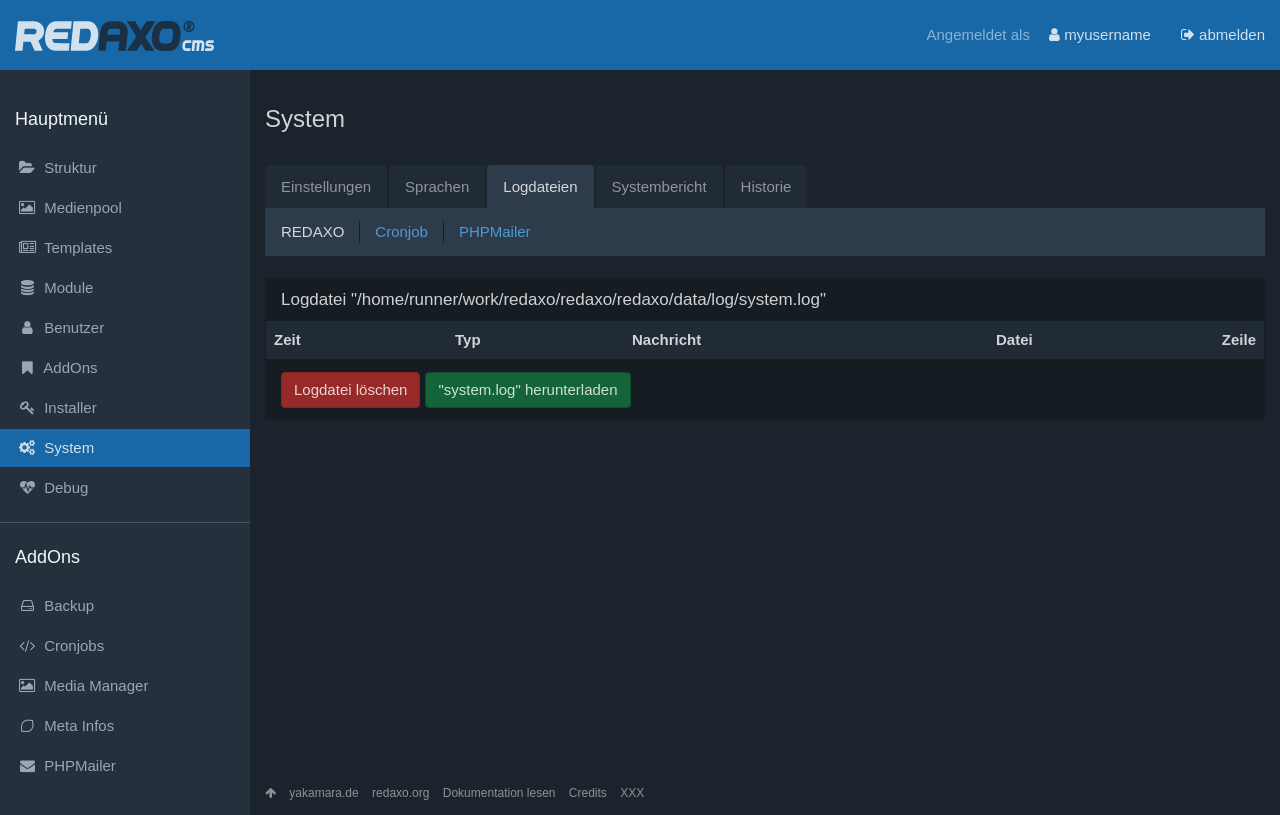 REDAXO® cms
Angemeldet als myusername abmelden
Hauptmenü
Struktur
Medienpool
Templates
Module
Benutzer
AddOns
Installer
System
Debug
AddOns
Backup
Cronjobs
Media Manager
Meta Infos
PHPMailer
System
Einstellungen Sprachen Logdateien Systembericht Historie
REDAXO Cronjob PHPMailer
Logdatei "/home/runner/work/redaxo/redaxo/redaxo/data/log/system.log"
Zeit Typ Nachricht Datei Zeile
Logdatei löschen "system.log" herunterladen
yakamara.de redaxo.org Dokumentation lesen Credits XXX